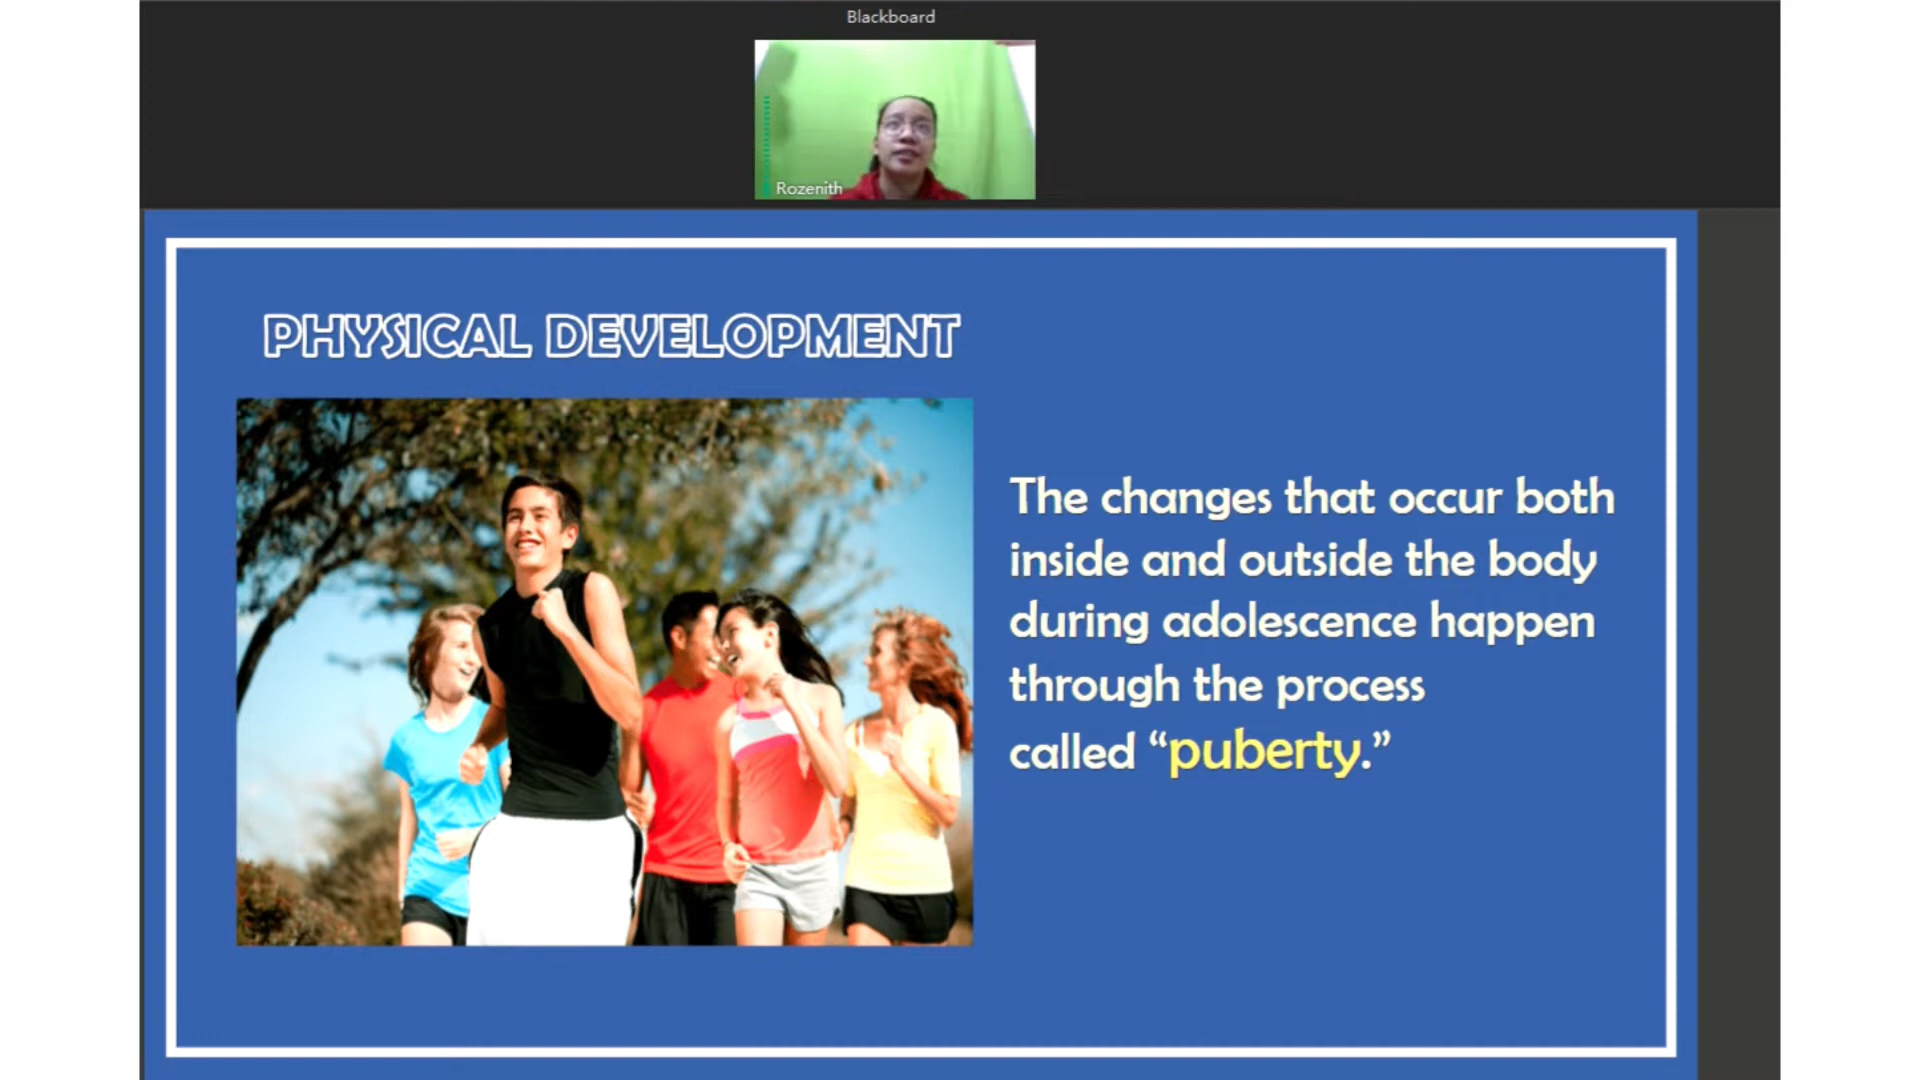 Blackboard
Rozenith
PHYSICAL DEVELOPMENT
The changes that occur both
inside and outside the body
during adolescence happen
through the process
called “puberty.”